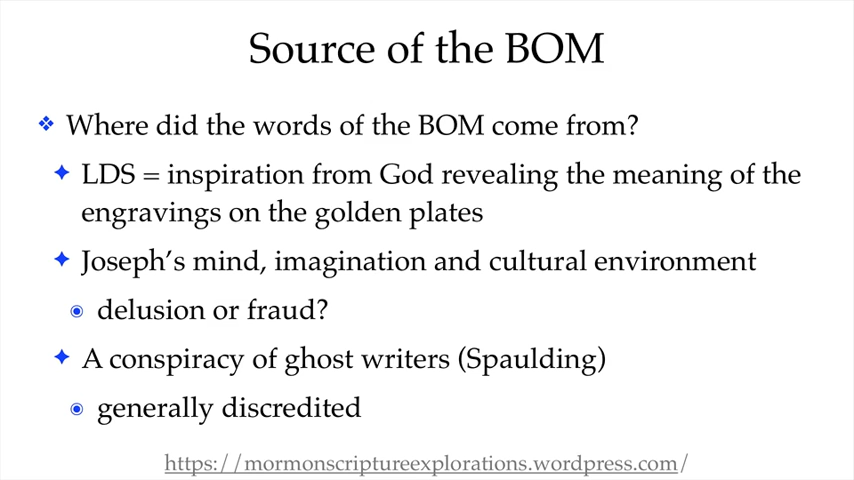 Source of the BOM
Where did the words of the BOM come from?
LDS = inspiration from God revealing the meaning of the
engravings on the golden plates
Joseph’s mind, imagination and cultural environment
delusion or fraud?
A conspiracy of ghost writers (Spaulding)
generally discredited
https://mormonscriptureexplorations.wordpress.com/